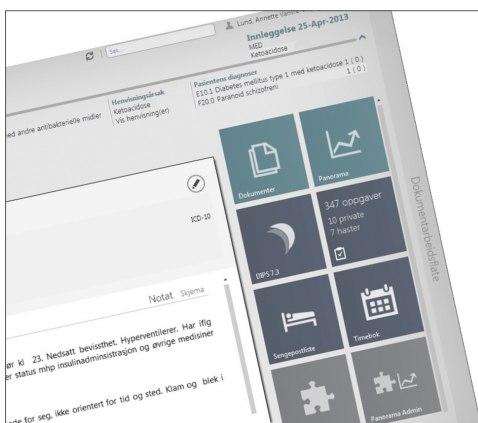 Søk...
Lund, Annette
Innleggelse 25-Apr-2013
MED
Ketoacidose
Henvisningsårsak
Ketoacidose
Vis henvisning(er)
Pasientens diagnoser
E10.1 Diabetes mellitus type 1 med ketoacidose 1 ( 0 )
F20.0 Paranoid schizofreni 1 ( 0 )
med andre antibakterielle midler
Dokumenter
Panorama
DIPS 7.3
347 oppgaver
10 private
7 haster
Sengepostliste
Timebok
Panorama Admin
Dokumentarbeidsflate
ICD-10
Notat Skjema
ør kl 23. Nedsatt bevissthet. Hyperventilerer. Har iflg
er status mhp insulinadminsistrasjon og øvrige medisiner
de for seg, ikke orientert for tid og sted. Klam og blek i